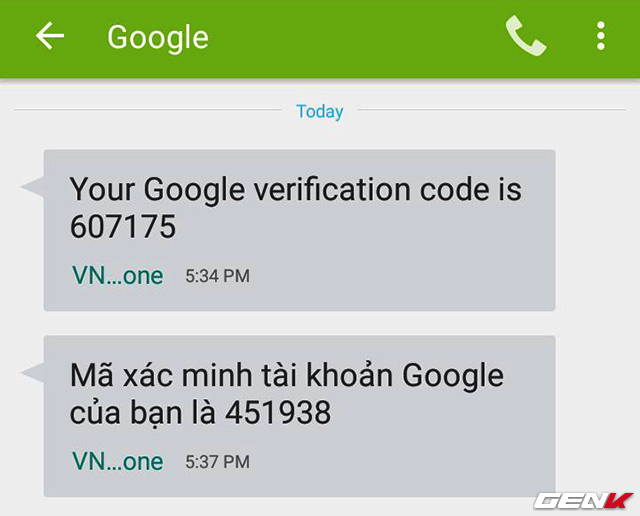 Google
Today
Your Google verification code is
607175
VN...one 5:34 PM
Mã xác minh tài khoản Google
của bạn là 451938
VN...one 5:37 PM
GENK